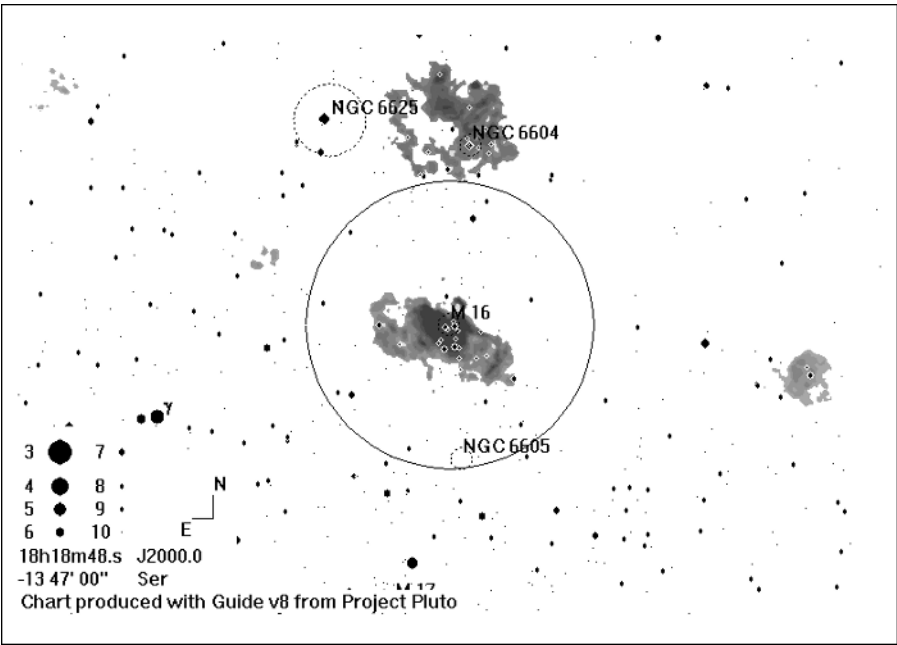 NGC 6625
NGC 6604
M 16
γ
NGC 6605
3 7
4 8
5 9
6 10
N
E
18h18m48.s J2000.0
-13 47' 00" Ser
M 17
Chart produced with Guide v8 from Project Pluto